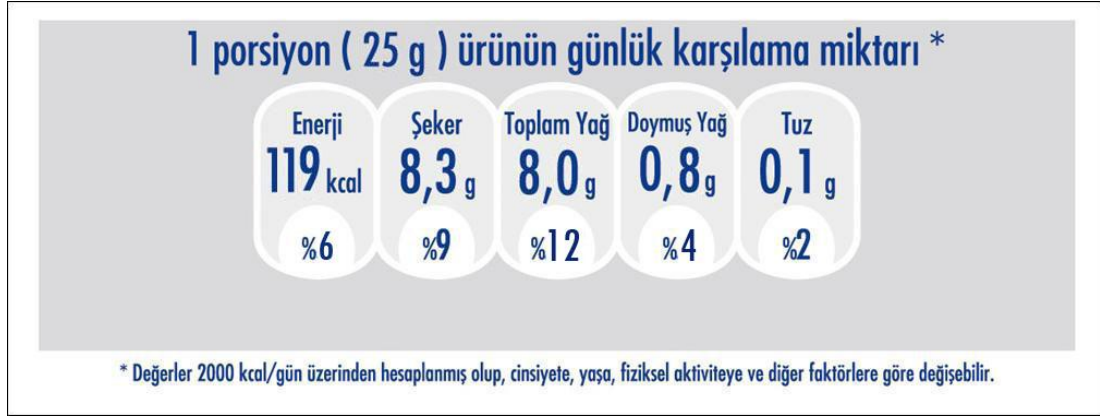 1 porsiyon ( 25 g ) ürünün günlük karşılama miktarı *
Enerji Şeker Toplam Yağ Doymuş Yağ Tuz
119 kcal 8,3 g 8,0 g 0,8 g 0,1 g
%6 %9 %12 %4 %2
* Değerler 2000 kcal/gün üzerinden hesaplanmış olup, cinsiyete, yaşa, fiziksel aktiviteye ve diğer faktörlere göre değişebilir.